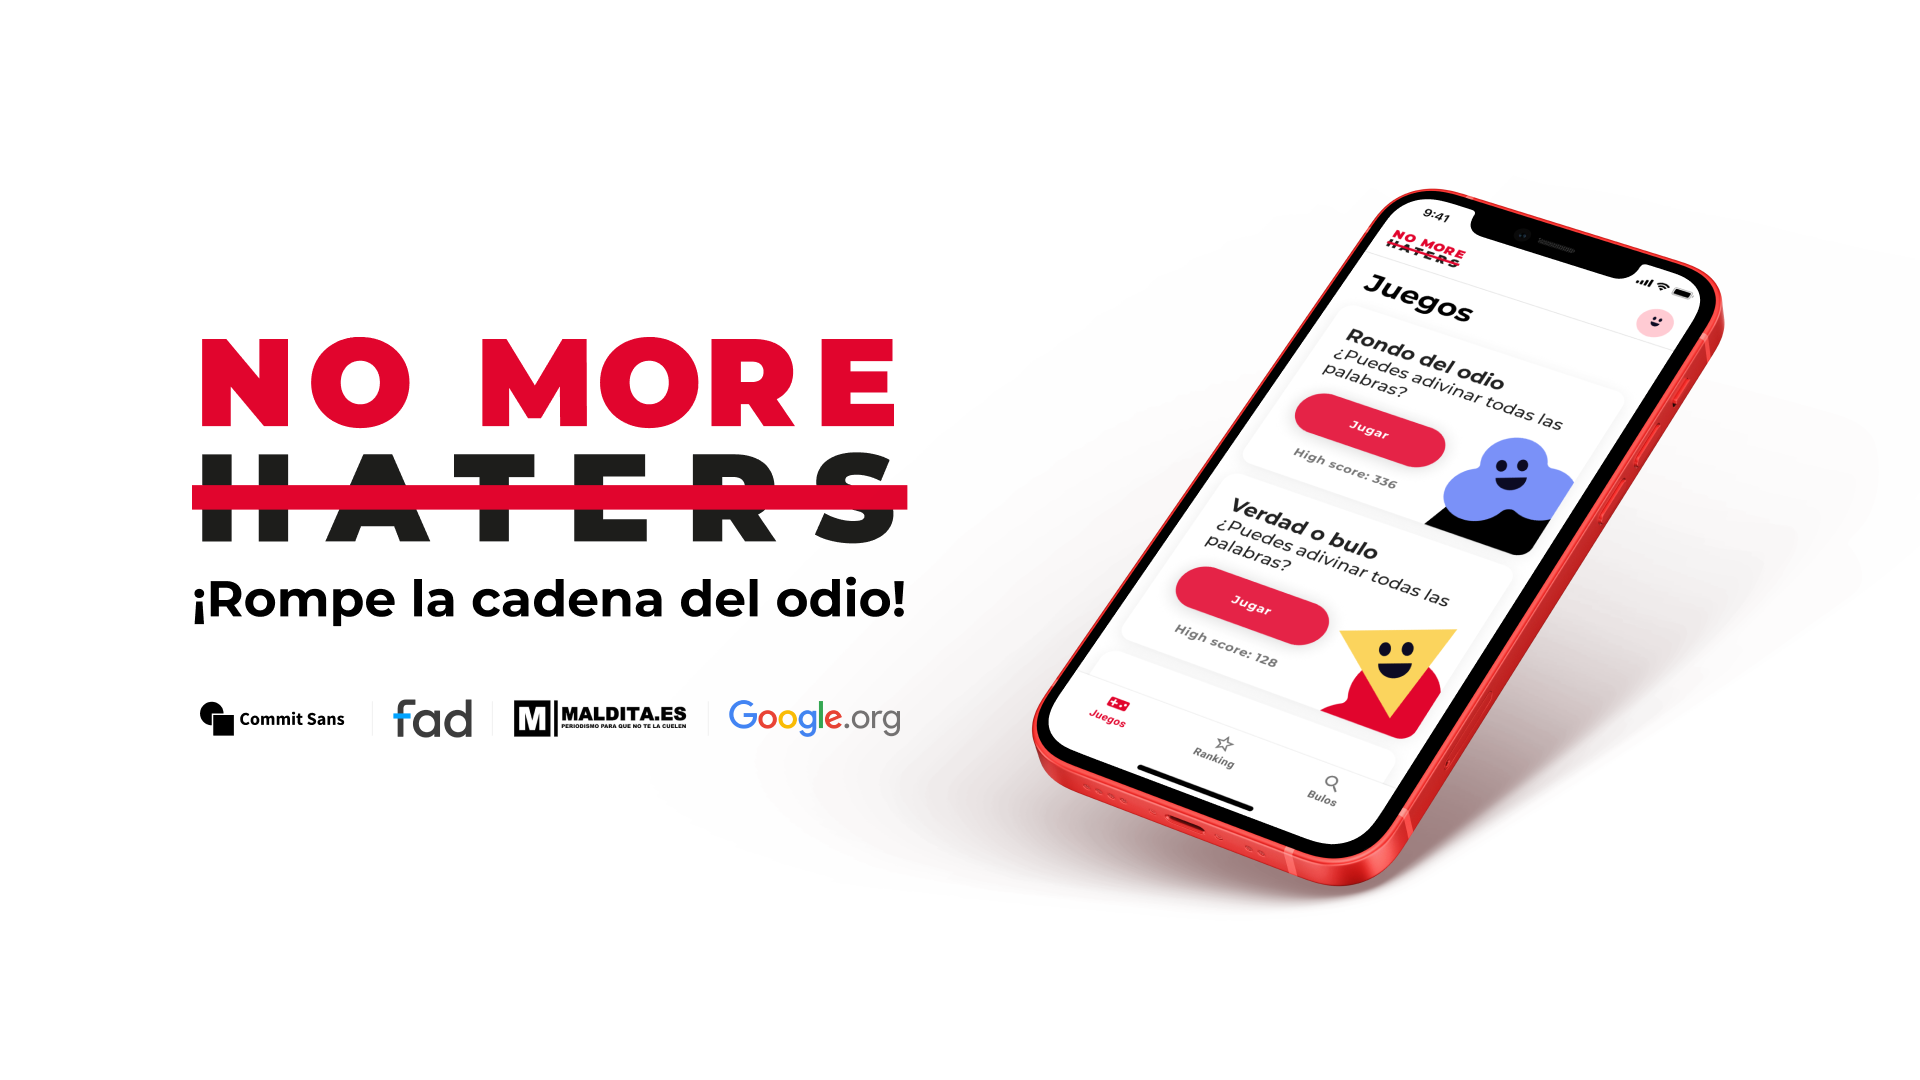 NO MORE
HATERS
¡Rompe la cadena del odio!
Commit Sans
fad
M MALDITA.ES
PERIODISMO PARA QUE NO TE LA CUELEN
Google.org
9:41
NO MORE
HATERS
Juegos
Rondo del odio
¿Puedes adivinar todas las
palabras?
Jugar
High score: 336
Verdad o bulo
¿Puedes adivinar todas las
palabras?
Jugar
High score: 128
Juegos
Ranking
Bulos